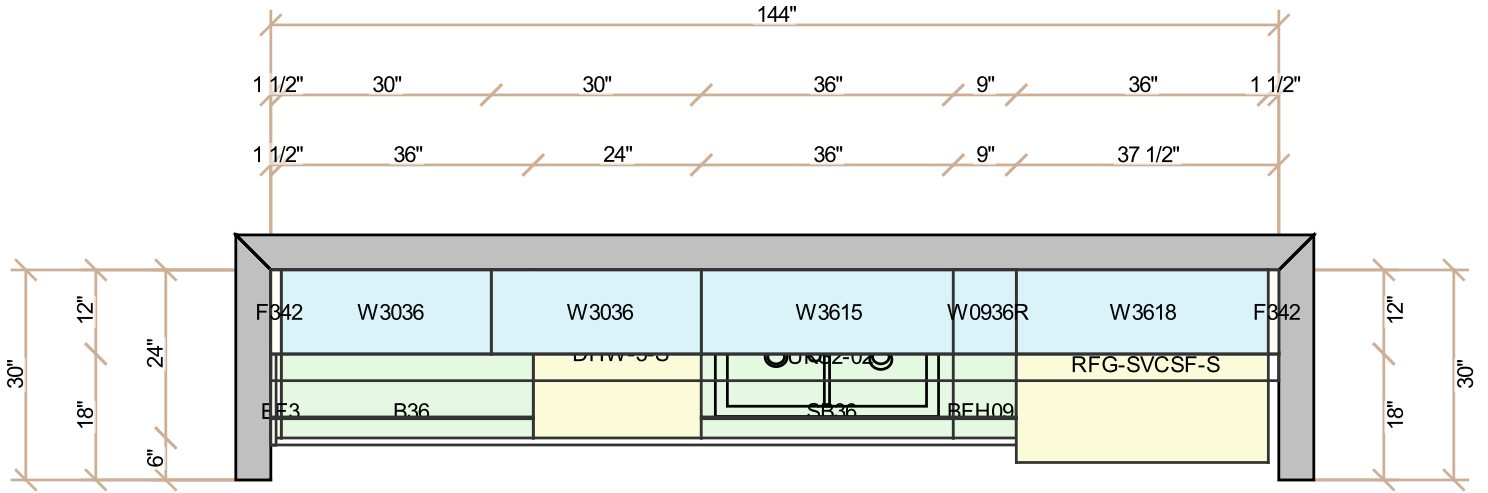 144"
1 1/2" 30" 30" 36" 9" 36" 1 1/2"
1 1/2" 36" 24" 36" 9" 37 1/2"
F342 W3036 W3036 W3615 W0936R W3618 F342
RFG-SVCSF-S
B36 SB36
30" 12" 18" 24" 6"
12" 18" 30"